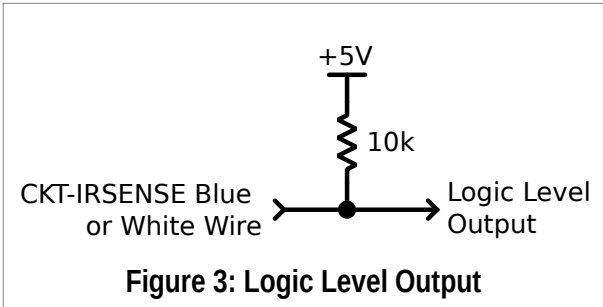 +5V
10k
CKT-IRSENSE Blue
or White Wire
Logic Level
Output
Figure 3: Logic Level Output